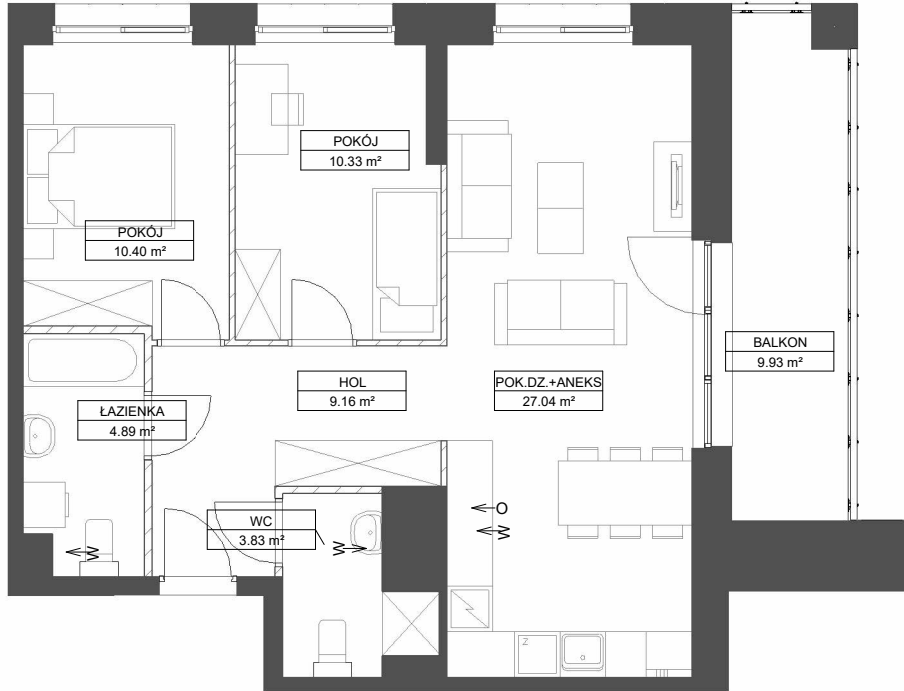 POKÓJ
10.33 m²
POKÓJ
10.40 m²
BALKON
9.93 m²
HOL
9.16 m²
POK.DZ.+ANEKS
27.04 m²
ŁAZIENKA
4.89 m²
O
W
WC
3.83 m²
W
W
Z